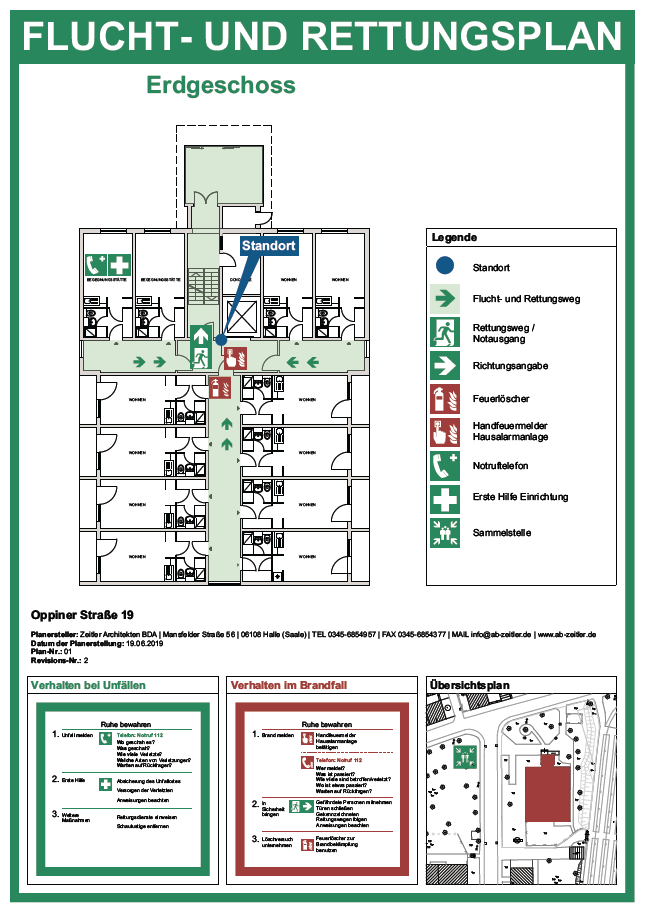 FLUCHT- UND RETTUNGSPLAN
Erdgeschoss
Standort
BEGEGNUNGSSTÄTTE
BEGEGNUNGSSTÄTTE
WOHNEN
WOHNEN
WOHNEN
WOHNEN
WOHNEN
WOHNEN
WOHNEN
WOHNEN
WOHNEN
WOHNEN
Legende
Standort
Flucht- und Rettungsweg
Rettungsweg /
Notausgang
Richtungsangabe
Feuerlöscher
Handfeuermelder
Hausalarmanlage
Notruftelefon
Erste Hilfe Einrichtung
Sammelstelle
Oppiner Straße 19
Planersteller: Zeitler Architekten BDA | Mansfelder Straße 56 | 06108 Halle (Saale) | TEL 0345-6854957 | FAX 0345-6854377 | MAIL info@ab-zeitler.de | www.ab-zeitler.de
Datum der Planerstellung: 19.06.2019
Plan-Nr.: 01
Revisions-Nr.: 2
Verhalten bei Unfällen
Ruhe bewahren
1. Unfall melden
Telefon: Notruf 112
Wo geschah es?
Was geschah?
Wie viele Verletzte?
Welche Arten von Verletzungen?
Warten auf Rückfragen!
2. Erste Hilfe
Absicherung des Unfallortes
Versorgen der Verletzten
Anweisungen beachten
3. Weitere
Maßnahmen
Rettungsdienste einweisen
Schaulustige entfernen
Verhalten im Brandfall
Ruhe bewahren
1. Brand melden
Handfeuermelder
Hausalarmanlage
betätigen
Telefon: Notruf 112
Wer meldet?
Was ist passiert?
Wie viele sind betroffen/verletzt?
Wo ist etwas passiert?
Warten auf Rückfragen!
2. In
Sicherheit
bringen
Gefährdete Personen mitnehmen
Türen schließen
Gekennzeichneten
Rettungswegen folgen
Anweisungen beachten
3. Löschversuch
unternehmen
Feuerlöscher zur
Brandbekämpfung
benutzen
Übersichtsplan